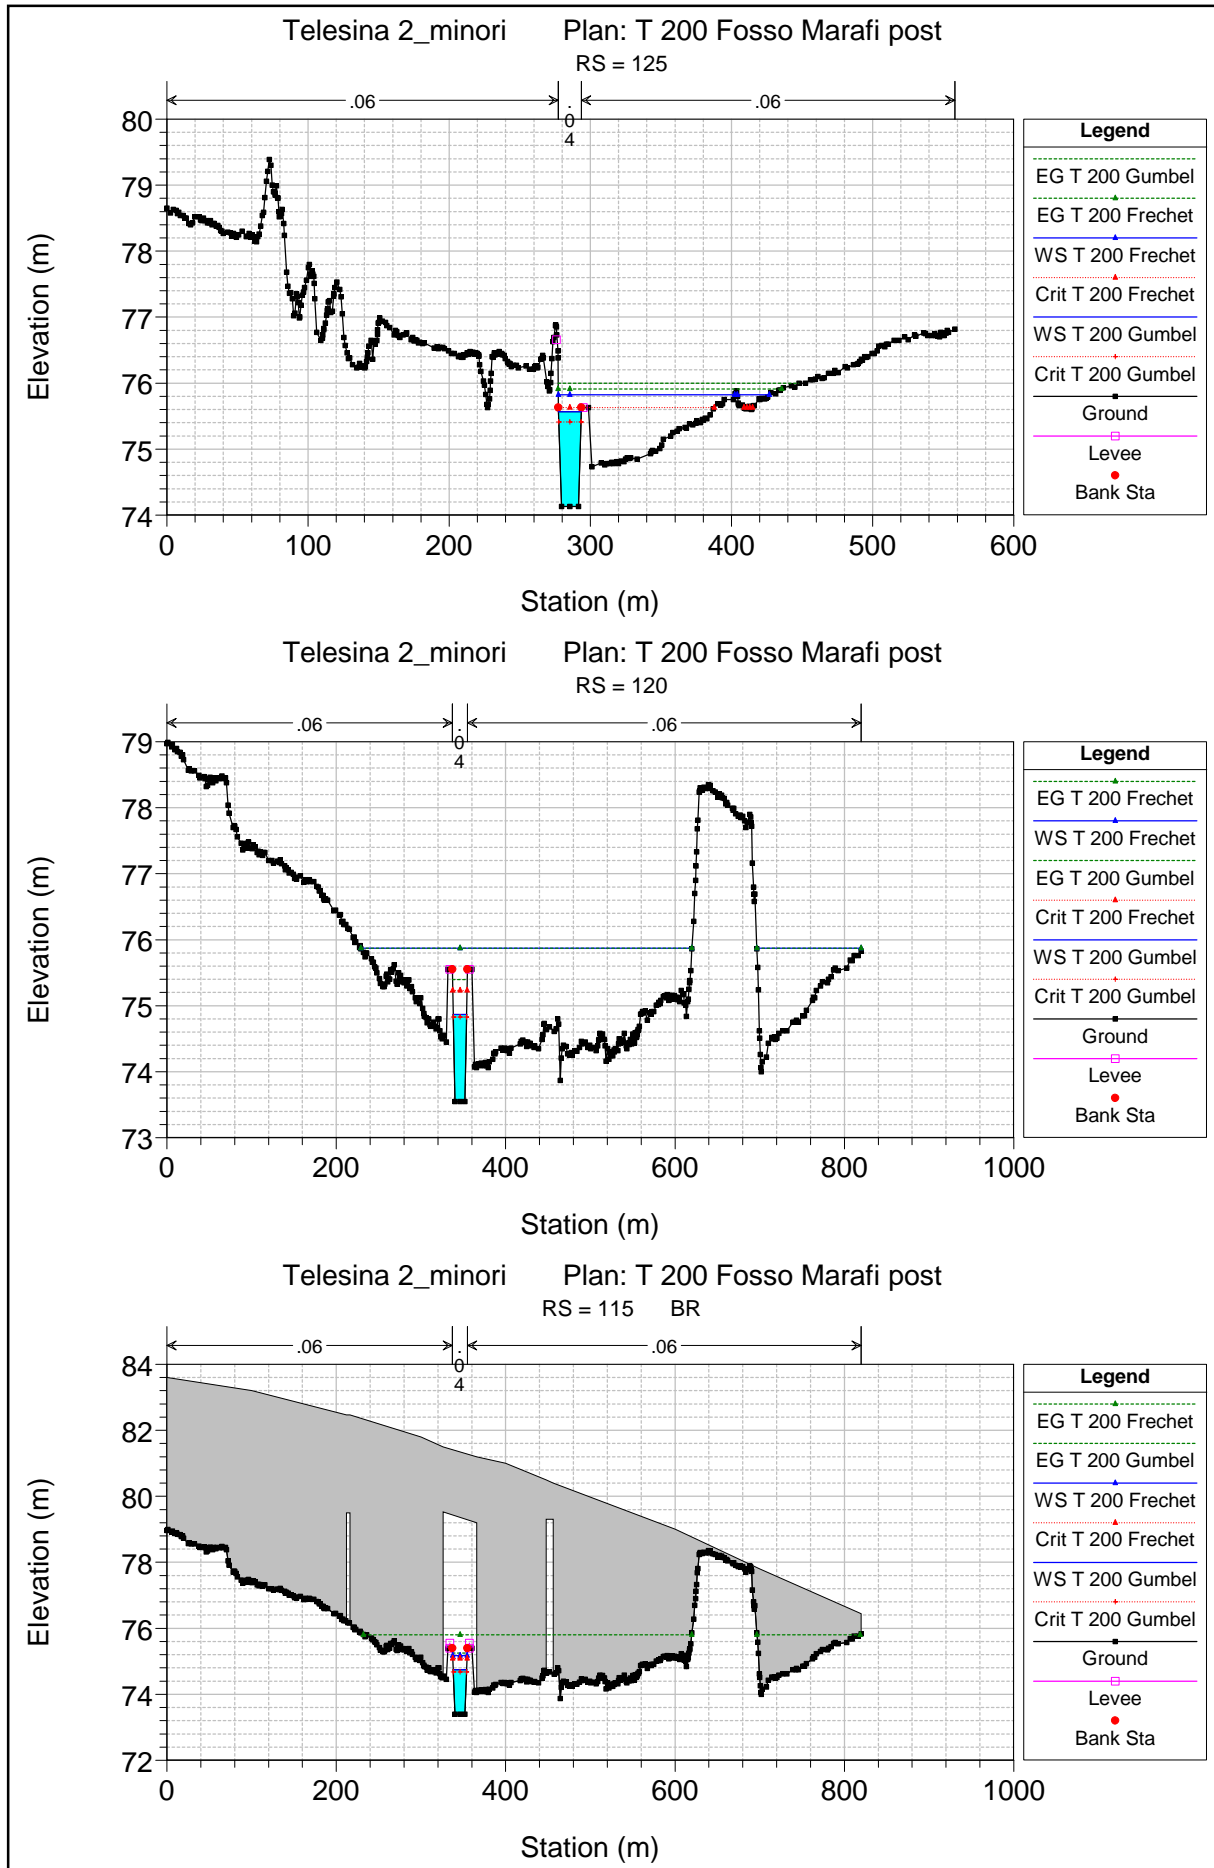 Telesina 2_minori Plan: T 200 Fosso Marafi post
RS = 125
.06 .04 .06
Elevation (m)
80
79
78
77
76
75
74
0 100 200 300 400 500 600
Station (m)
Legend
EG T 200 Gumbel
EG T 200 Frechet
WS T 200 Frechet
Crit T 200 Frechet
WS T 200 Gumbel
Crit T 200 Gumbel
Ground
Levee
Bank Sta
Telesina 2_minori Plan: T 200 Fosso Marafi post
RS = 120
.06 .04 .06
Elevation (m)
79
78
77
76
75
74
73
0 200 400 600 800 1000
Station (m)
Legend
EG T 200 Frechet
WS T 200 Frechet
EG T 200 Gumbel
Crit T 200 Frechet
WS T 200 Gumbel
Crit T 200 Gumbel
Ground
Levee
Bank Sta
Telesina 2_minori Plan: T 200 Fosso Marafi post
RS = 115 BR
.06 .04 .06
Elevation (m)
84
82
80
78
76
74
72
0 200 400 600 800 1000
Station (m)
Legend
EG T 200 Frechet
EG T 200 Gumbel
WS T 200 Frechet
Crit T 200 Frechet
WS T 200 Gumbel
Crit T 200 Gumbel
Ground
Levee
Bank Sta